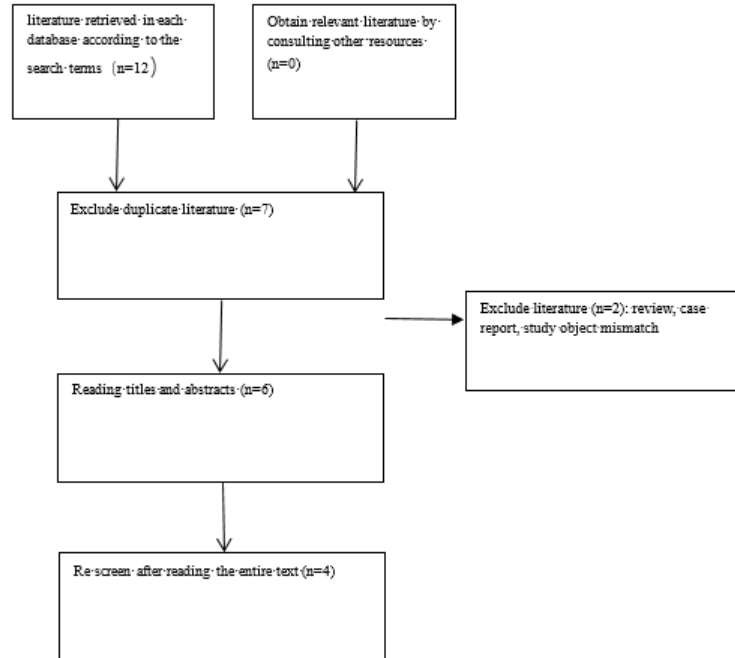 literature·retrieved·in·each·
database·according·to·the·
search·terms (n=12)
Obtain·relevant·literature·by·
consulting·other·resources·
(n=0)
Exclude·duplicate·literature·(n=7)
Exclude·literature·(n=2):·review,·case·
report,·study·object·mismatch
Reading·titles·and·abstracts·(n=6)
Re-screen·after·reading·the·entire·text·(n=4)